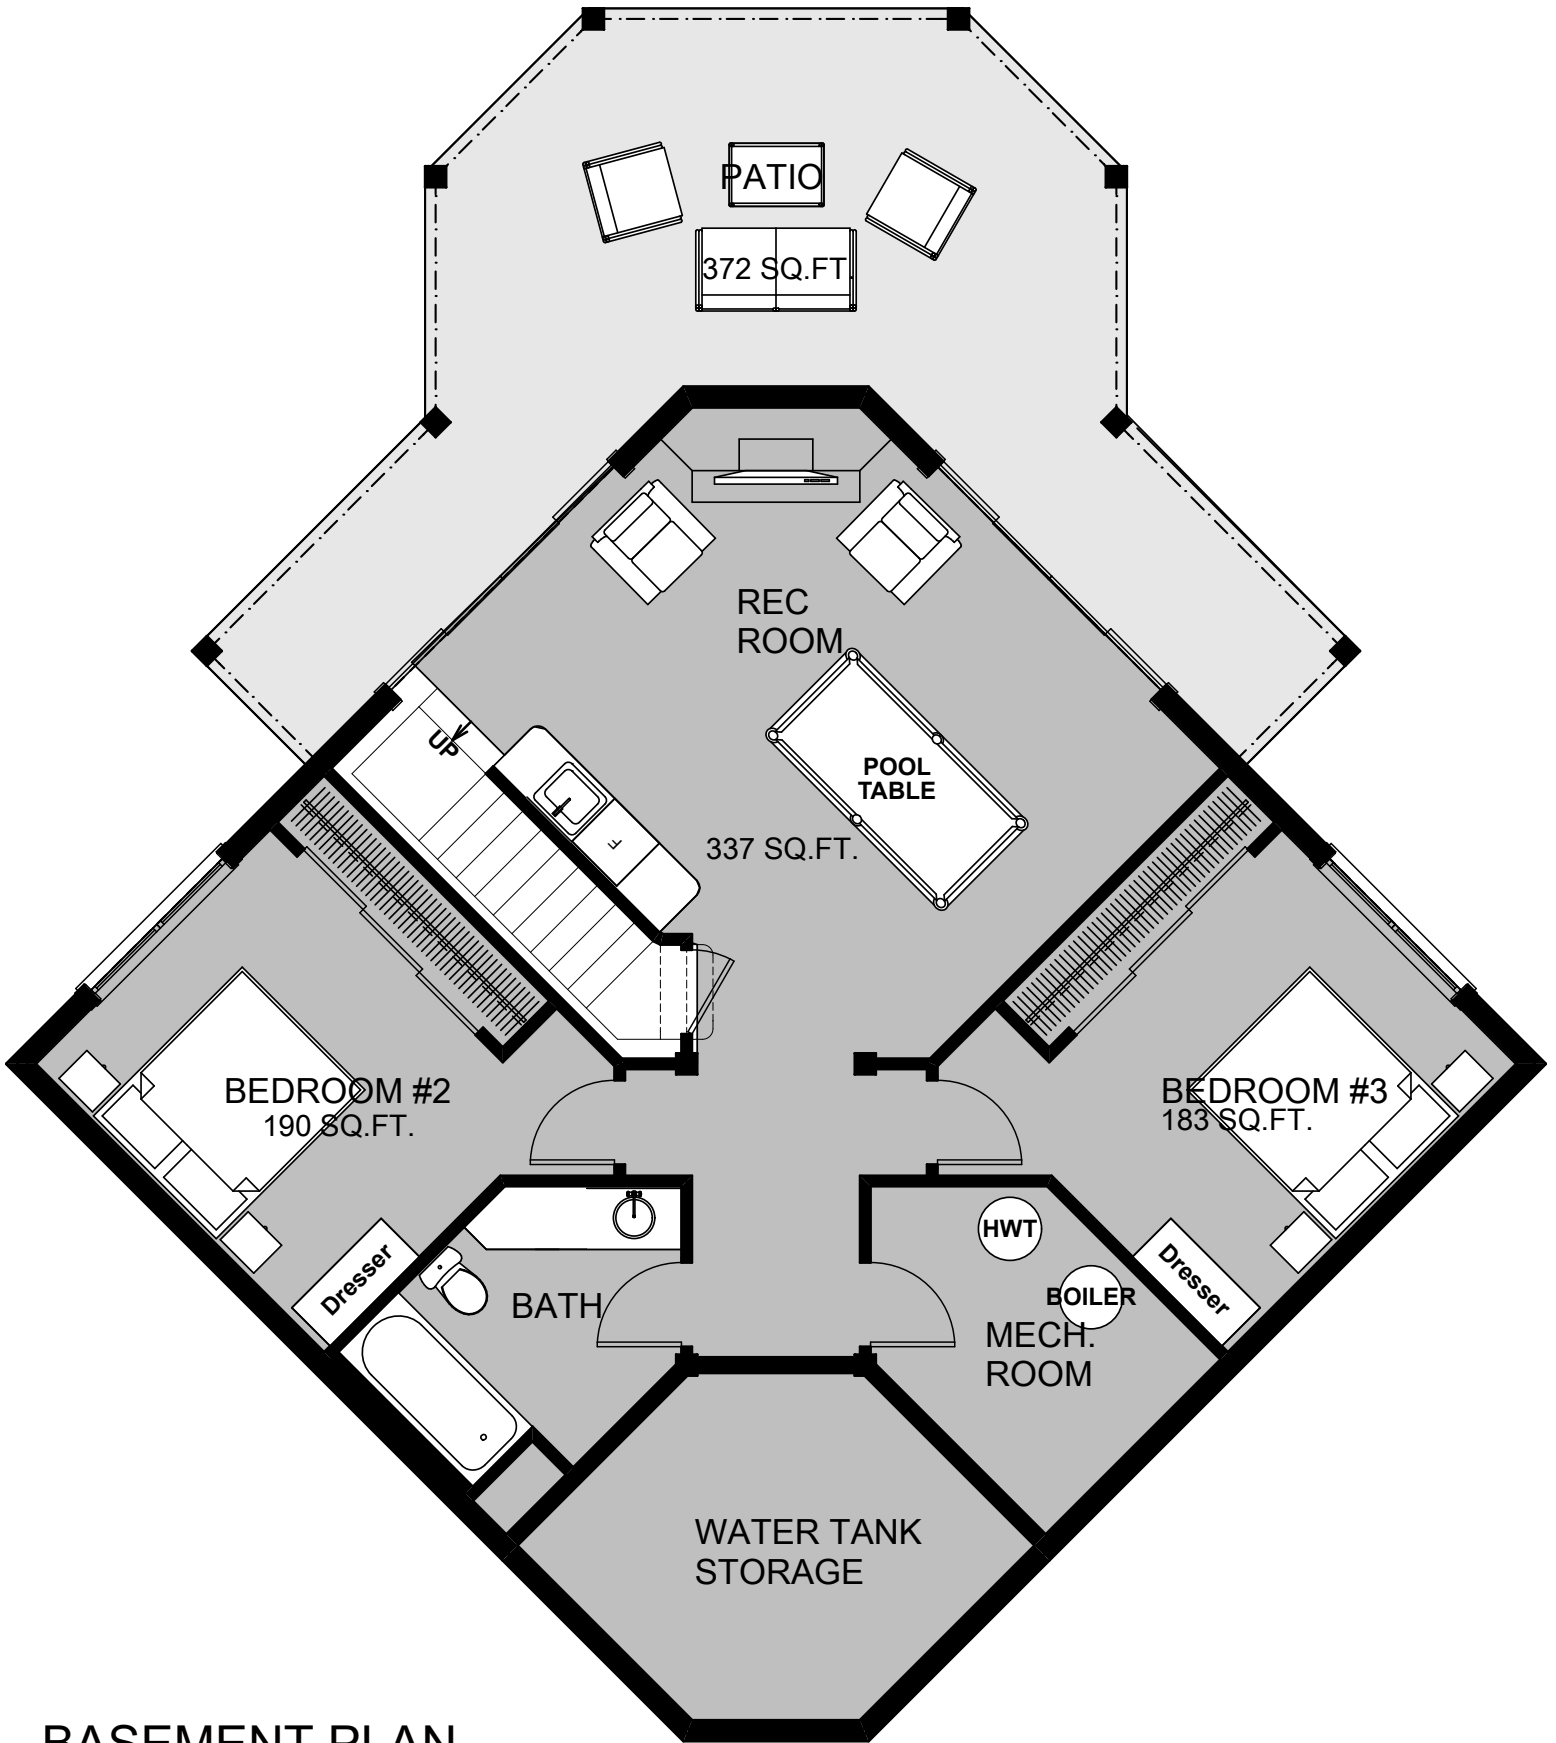 PATIO
372 SQ.FT.
REC
ROOM
UP
POOL
TABLE
F
337 SQ.FT.
BEDROOM #2
190 SQ.FT.
BEDROOM #3
183 SQ.FT.
HWT
Dresser
BATH
BOILER
Dresser
MECH.
ROOM
WATER TANK
STORAGE
BASEMENT PLAN